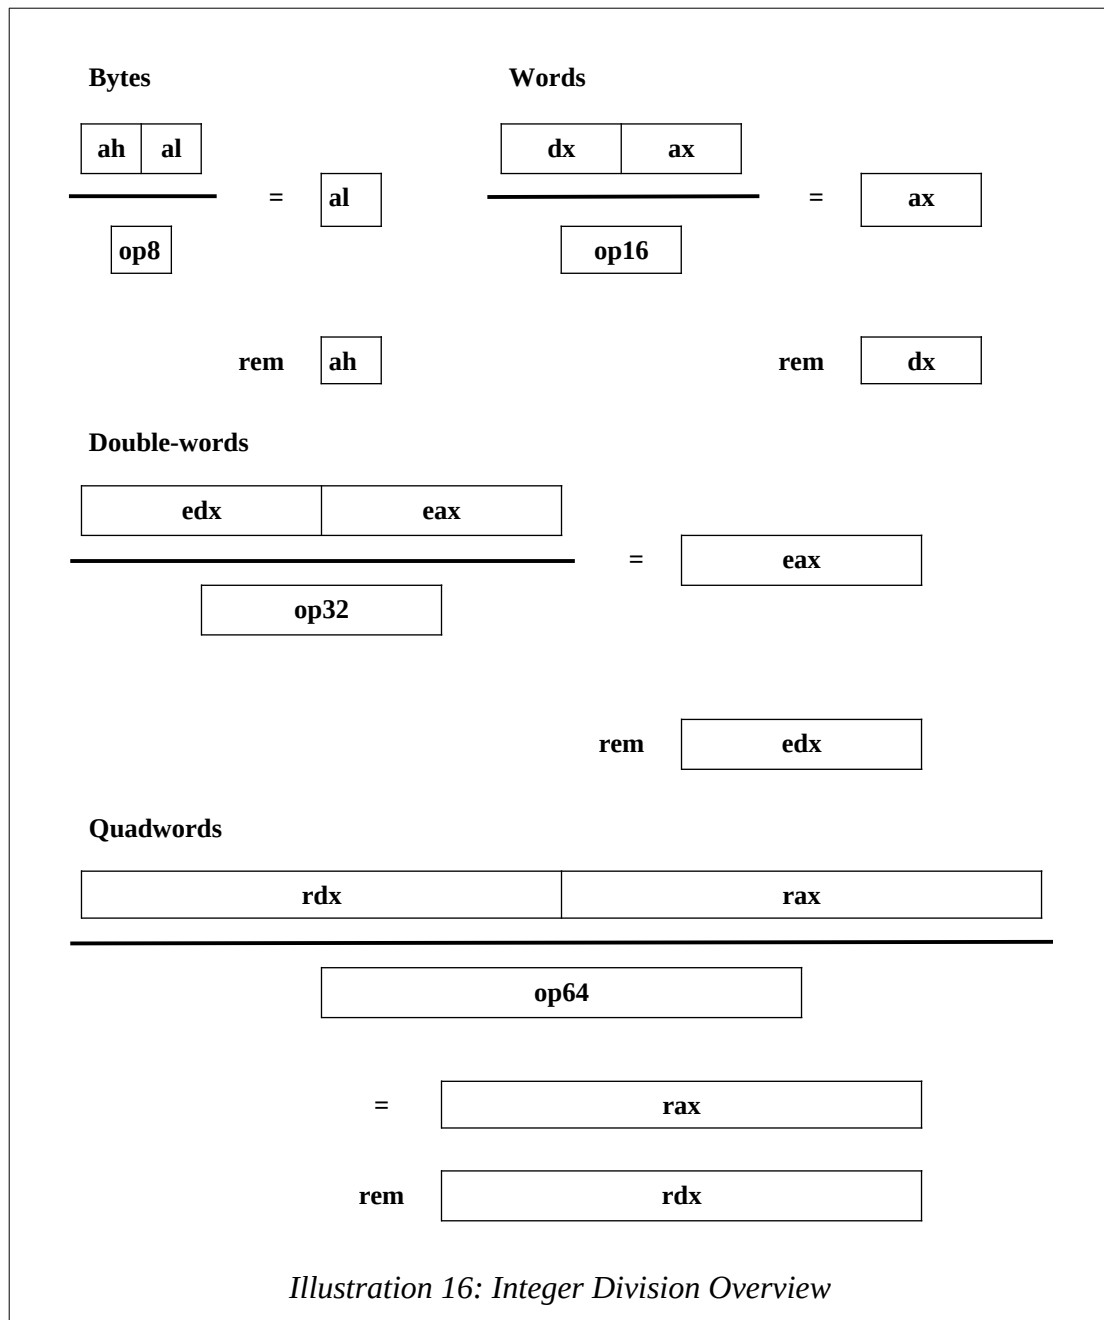 Bytes
Words
ah al
dx ax
= al
= ax
op8
op16
rem ah
rem dx
Double-words
edx eax
= eax
op32
rem edx
Quadwords
rdx rax
op64
= rax
rem rdx
Illustration 16: Integer Division Overview